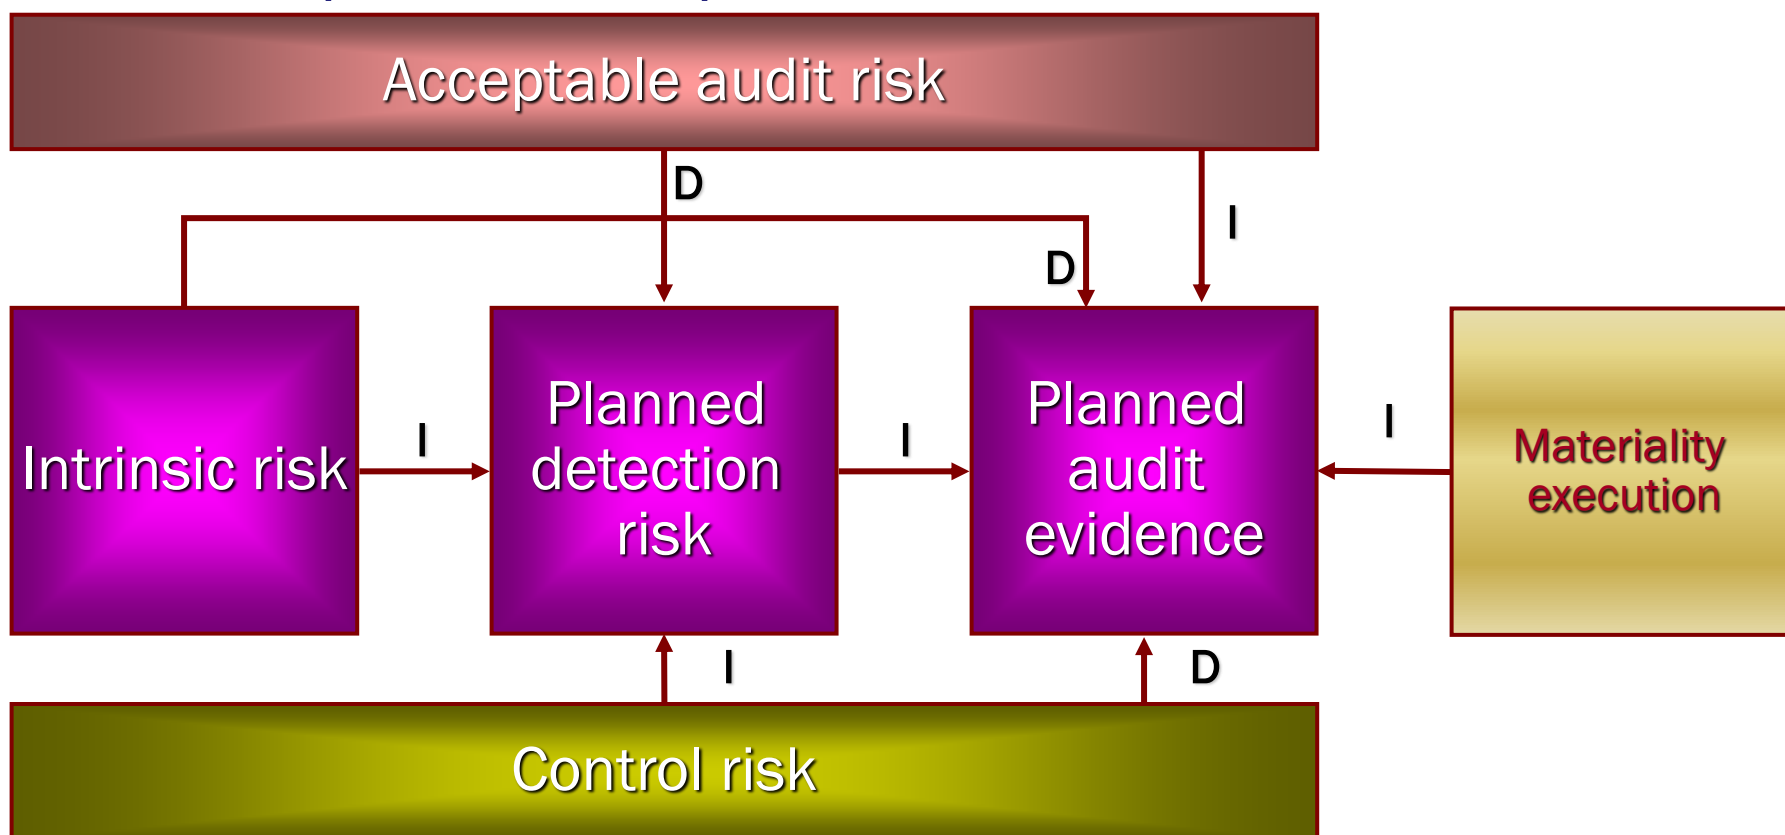 Acceptable audit risk
D
I
D
Intrinsic risk
I
Planned
detection
risk
I
Planned
audit
evidence
I
Materiality
execution
I
D
Control risk